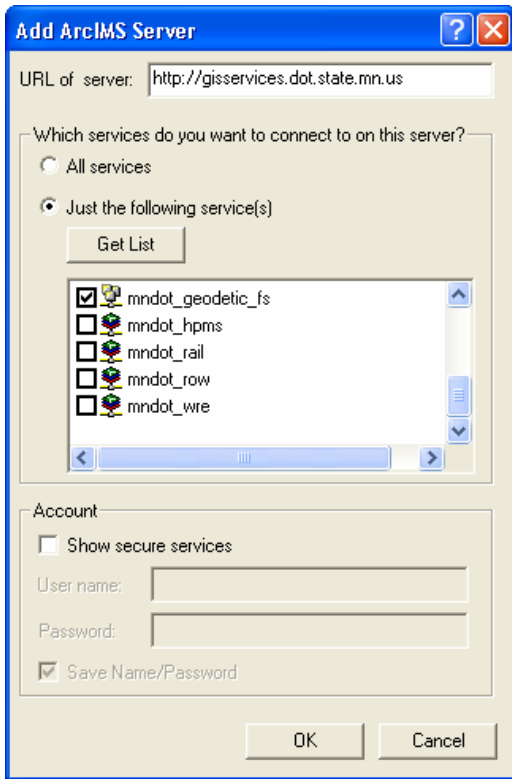 Add ArcIMS Server
URL of server: http://gisservices.dot.state.mn.us
Which services do you want to connect to on this server?
All services
Just the following service(s)
Get List
mndot_geodetic_fs
mndot_hpms
mndot_rail
mndot_row
mndot_wre
Account
Show secure services
User name:
Password:
Save Name/Password
OK Cancel